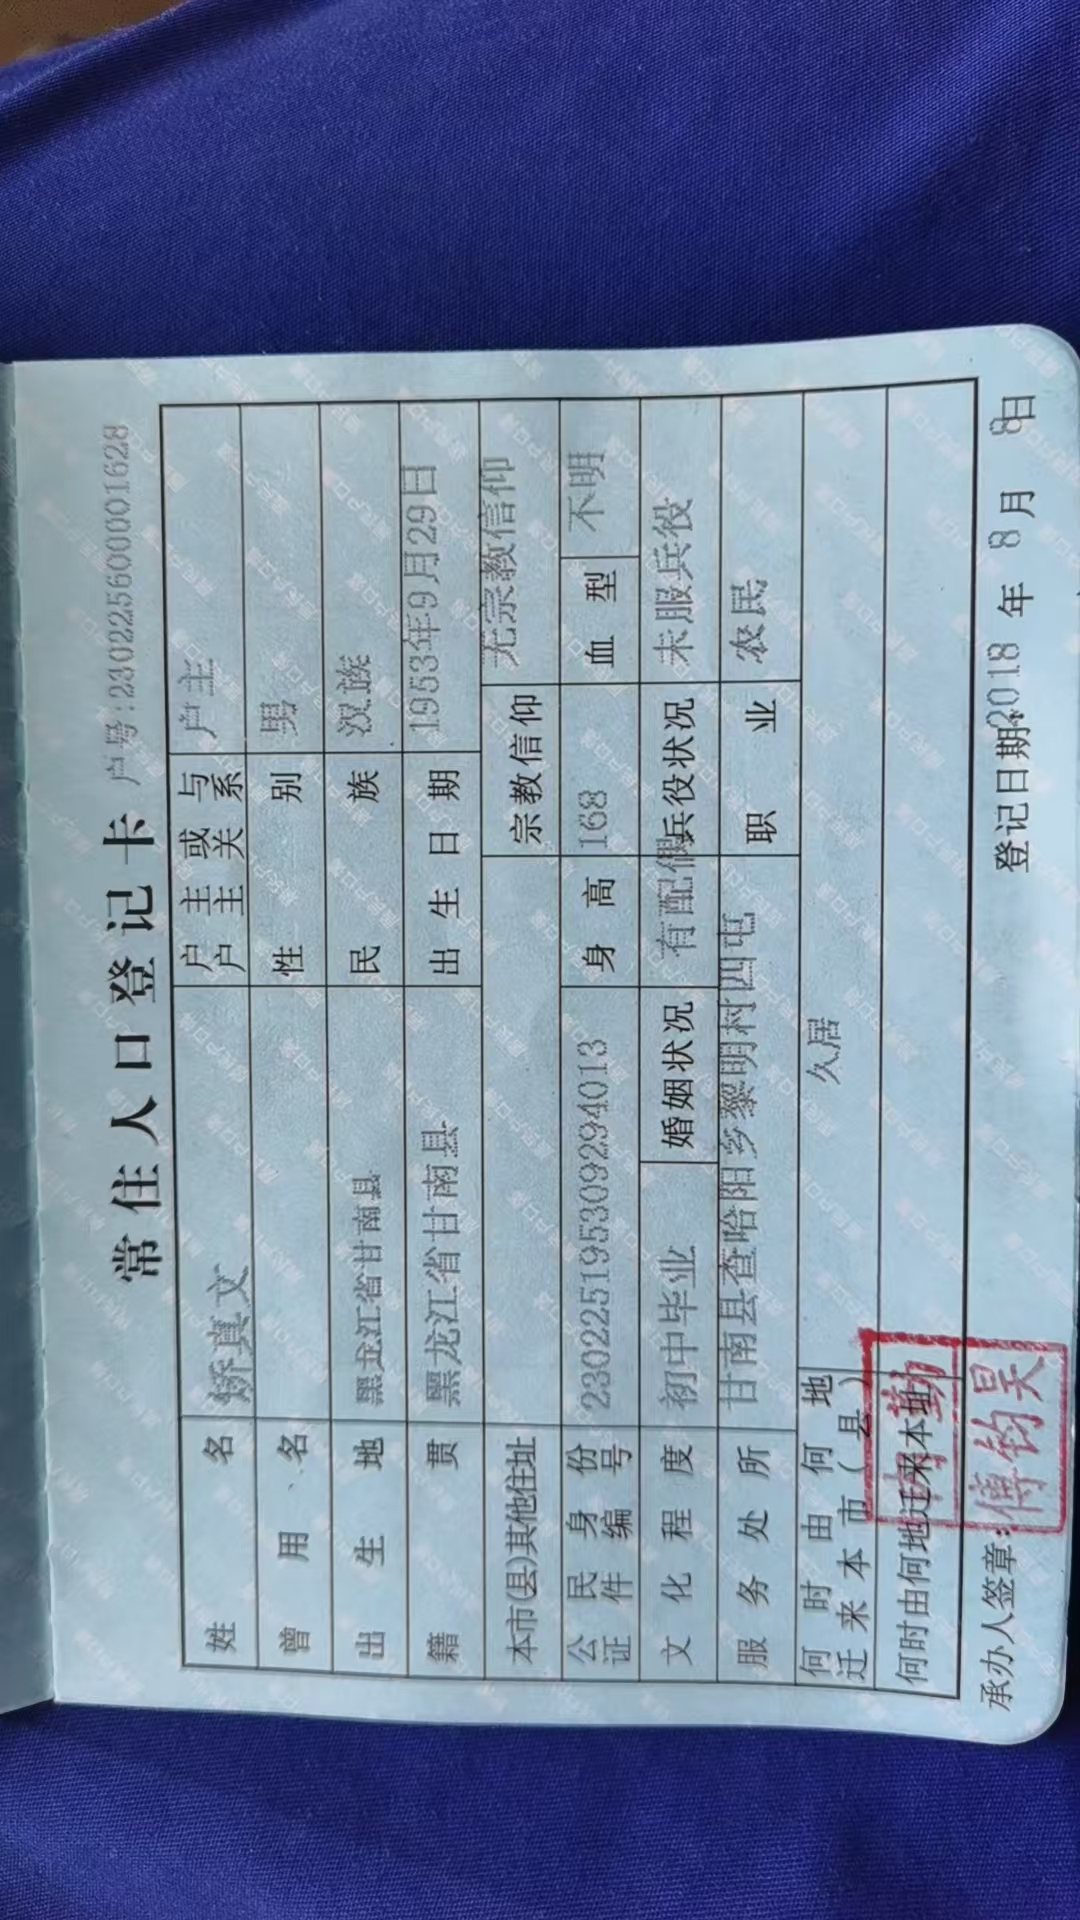 常住人口登记卡
户号:230225600001628
姓名 矫真文 户主或与户主关系 户主
曾用名 性别 男
出生地 黑龙江省甘南县 民族 汉族
籍贯 黑龙江省甘南县 出生日期 1953年9月29日
本市(县)其他住址 宗教信仰 无宗教信仰
公民身份证件编号 230225195309294013 身高 168 血型 不明
文化程度 初中毕业 婚姻状况 有配偶 兵役状况 未服兵役
服务处所 甘南县查哈阳乡黎明村四屯 职业 农民
何时由何地迁来本市(县) 久居
何时由何地迁来本址
承办人签章: 傅钧昊 登记日期:2018年8月8日